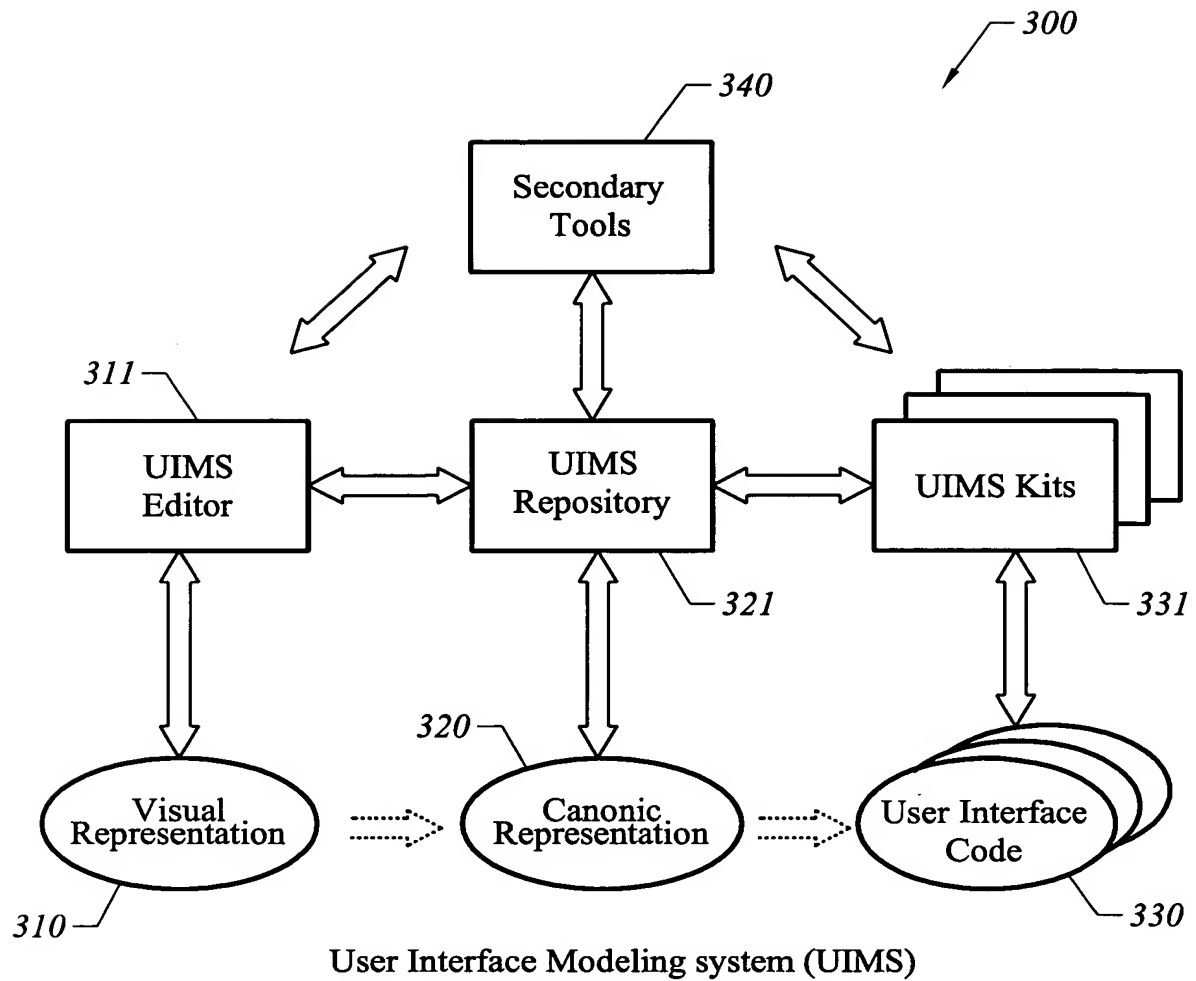 300
340
Secondary
Tools
311
UIMS
Editor
UIMS
Repository
UIMS Kits
321
331
320
Visual
Representation
Canonic
Representation
User Interface
Code
310
330
User Interface Modeling system (UIMS)